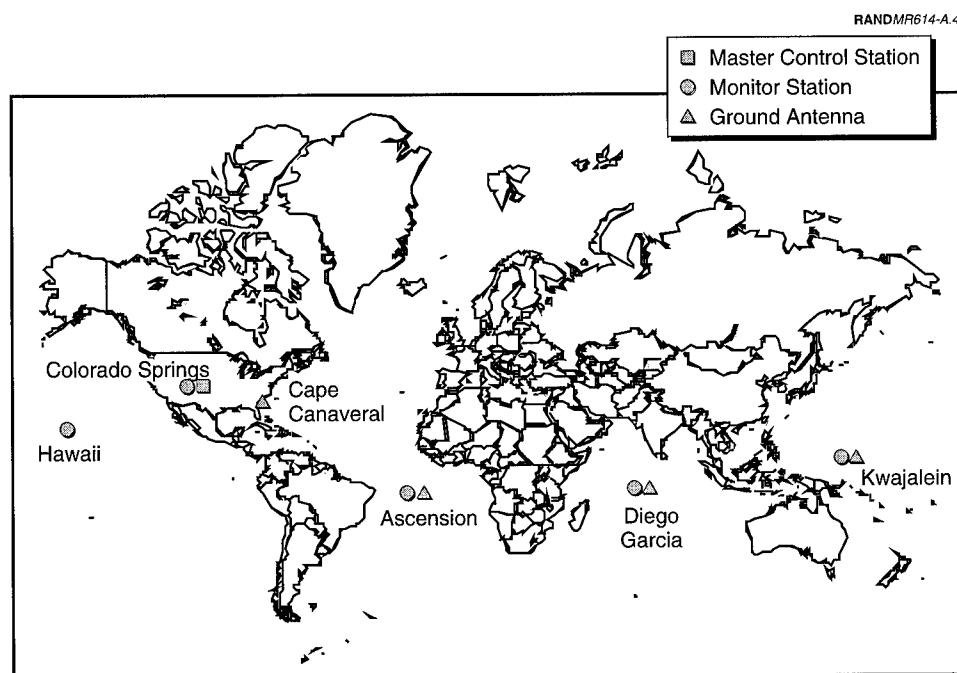 RANDMR614-A.4
Master Control Station
Monitor Station
Ground Antenna
Colorado Springs
Cape
Canaveral
Hawaii
Ascension
Diego
Garcia
Kwajalein